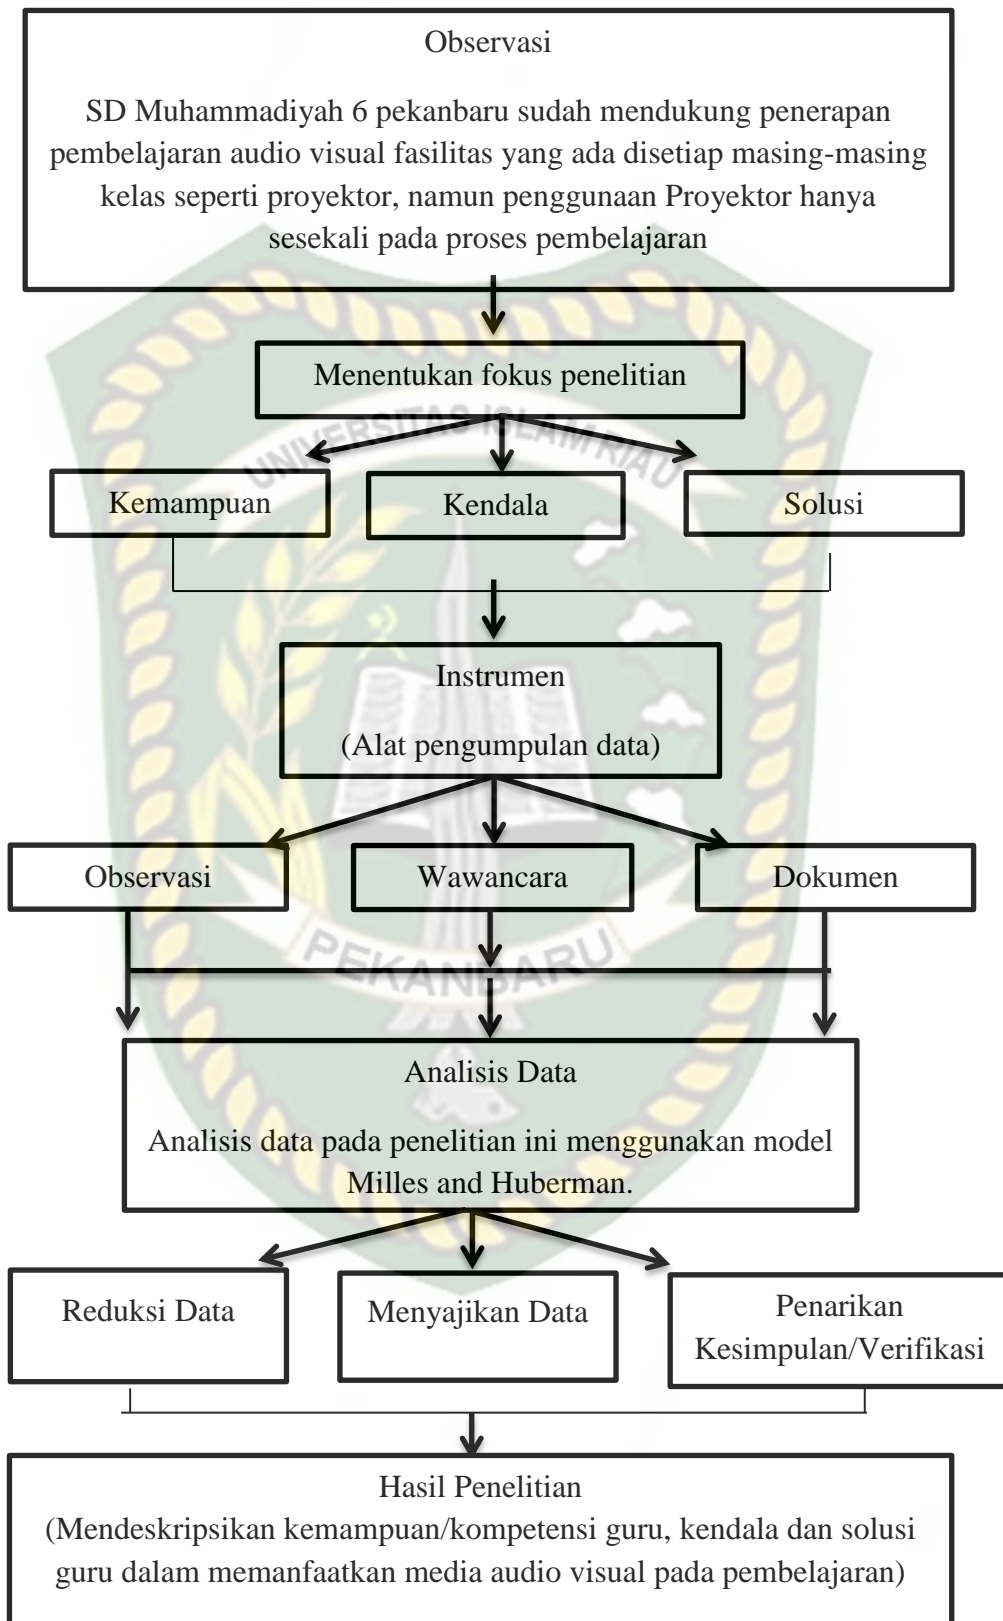 Observasi
SD Muhammadiyah 6 pekanbaru sudah mendukung penerapan
pembelajaran audio visual fasilitas yang ada disetiap masing-masing
kelas seperti proyektor, namun penggunaan Proyektor hanya
sesekali pada proses pembelajaran
Menentukan fokus penelitian
UNIVERSITAS ISLAM RIAU
Kemampuan
Kendala
Solusi
Instrumen
(Alat pengumpulan data)
Observasi
Wawancara
Dokumen
PEKANBARU
Analisis Data
Analisis data pada penelitian ini menggunakan model
Milles and Huberman.
Reduksi Data
Menyajikan Data
Penarikan
Kesimpulan/Verifikasi
Hasil Penelitian
(Mendeskripsikan kemampuan/kompetensi guru, kendala dan solusi
guru dalam memanfaatkan media audio visual pada pembelajaran)